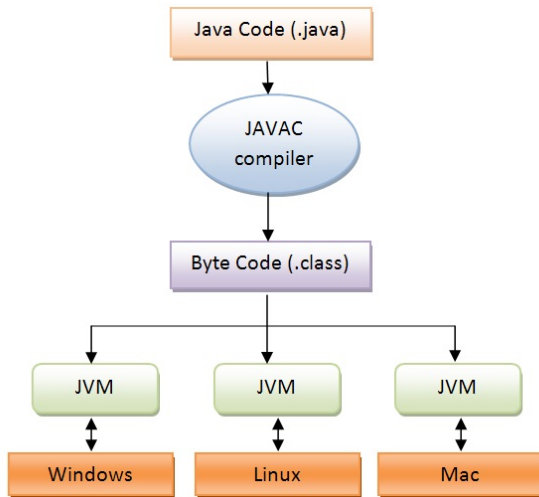 Java Code (.java)
JAVAC
compiler
Byte Code (.class)
JVM
JVM
JVM
Windows
Linux
Mac